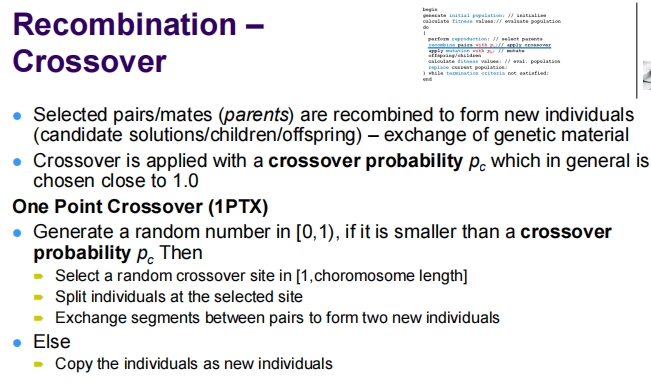 Recombination –
Crossover
begin
generate initial population; // initialise
calculate fitness values;// evaluate population
do
{
perform reproduction; // select parents
recombine pairs with pc;// apply crossover
apply mutation with pm; // mutate
offspring/children
calculate fitness values; // eval. population
replace current population;
} while termination criteria not satisfied;
end
Selected pairs/mates (parents) are recombined to form new individuals
(candidate solutions/children/offspring) – exchange of genetic material
Crossover is applied with a crossover probability pc which in general is
chosen close to 1.0
One Point Crossover (1PTX)
Generate a random number in [0,1), if it is smaller than a crossover
probability pc Then
Select a random crossover site in [1,choromosome length]
Split individuals at the selected site
Exchange segments between pairs to form two new individuals
Else
Copy the individuals as new individuals